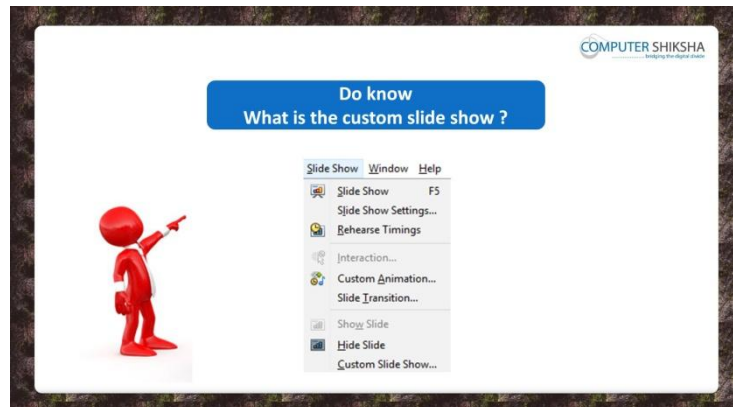 COMPUTER SHIKSHA
bridging the digital divide
Do know
What is the custom slide show ?
Slide Show Window Help
Slide Show F5
Slide Show Settings...
Rehearse Timings
Interaction...
Custom Animation...
Slide Transition...
Show Slide
Hide Slide
Custom Slide Show...